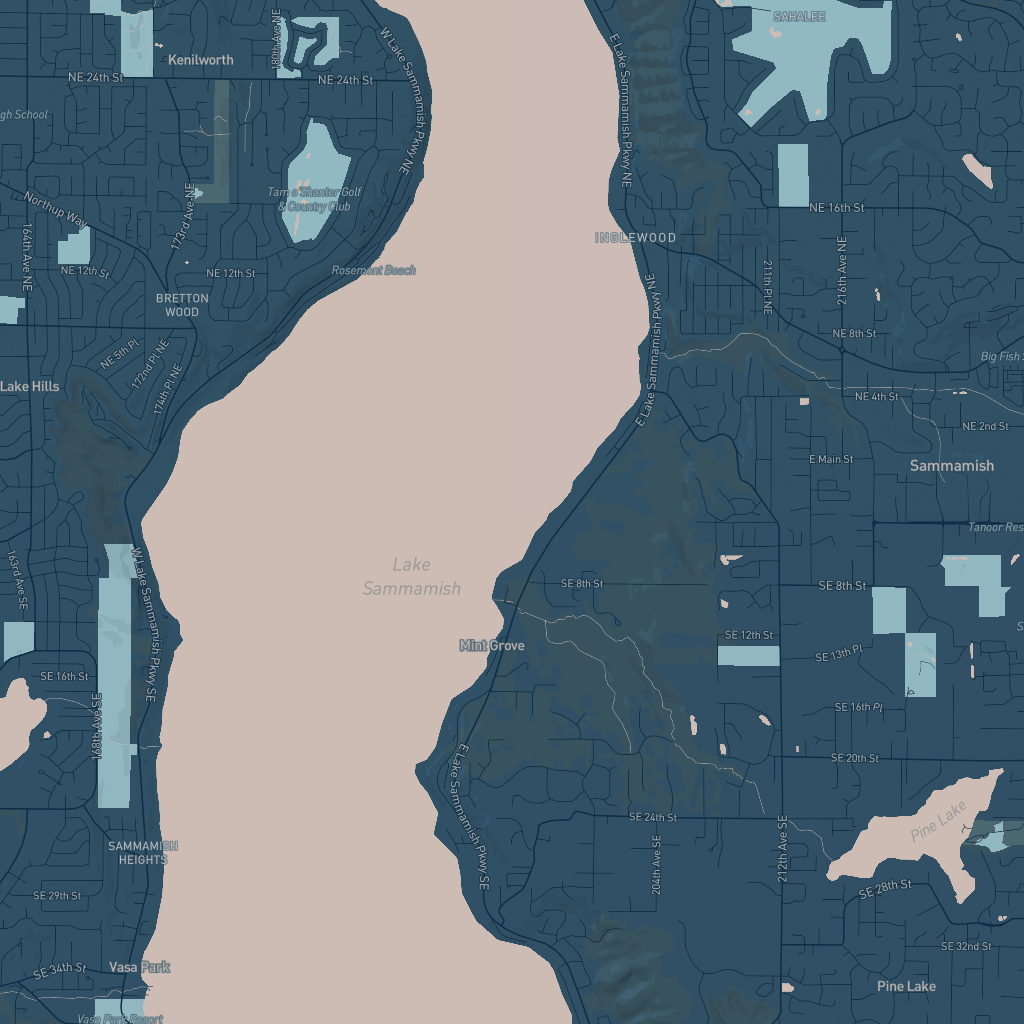 SAHALEE
180th Ave NE
W Lake Sammamish Pkwy NE
E Lake Sammamish Pkwy NE
Kenilworth
NE 24th St
NE 24th St
gh School
Tam o Shanter Golf
& Country Club
Northup Way
173rd Ave NE
NE 16th St
164th Ave NE
INGLEWOOD
NE 12th St
NE 12th St
Rosemont Beach
211th Pl NE
216th Ave NE
BRETTON
WOOD
E Lake Sammamish Pkwy NE
NE 8th St
NE 5th Pl
172nd Pl NE
174th Pl NE
Big Fish S
Lake Hills
NE 4th St
NE 2nd St
E Main St
Sammamish
Tanoor Res
Lake
Sammamish
163rd Ave SE
W Lake Sammamish Pkwy SE
SE 8th St
SE 8th St
SE 12th St
Mint Grove
SE 13th Pl
SE 16th St
SE 16th Pl
168th Ave SE
E Lake Sammamish Pkwy SE
SE 20th St
SE 24th St
Pine Lake
SAMMAMISH
HEIGHTS
204th Ave SE
212th Ave SE
SE 28th St
SE 29th St
SE 32nd St
SE 34th St
Vasa Park
Pine Lake
Vasa Park Resort